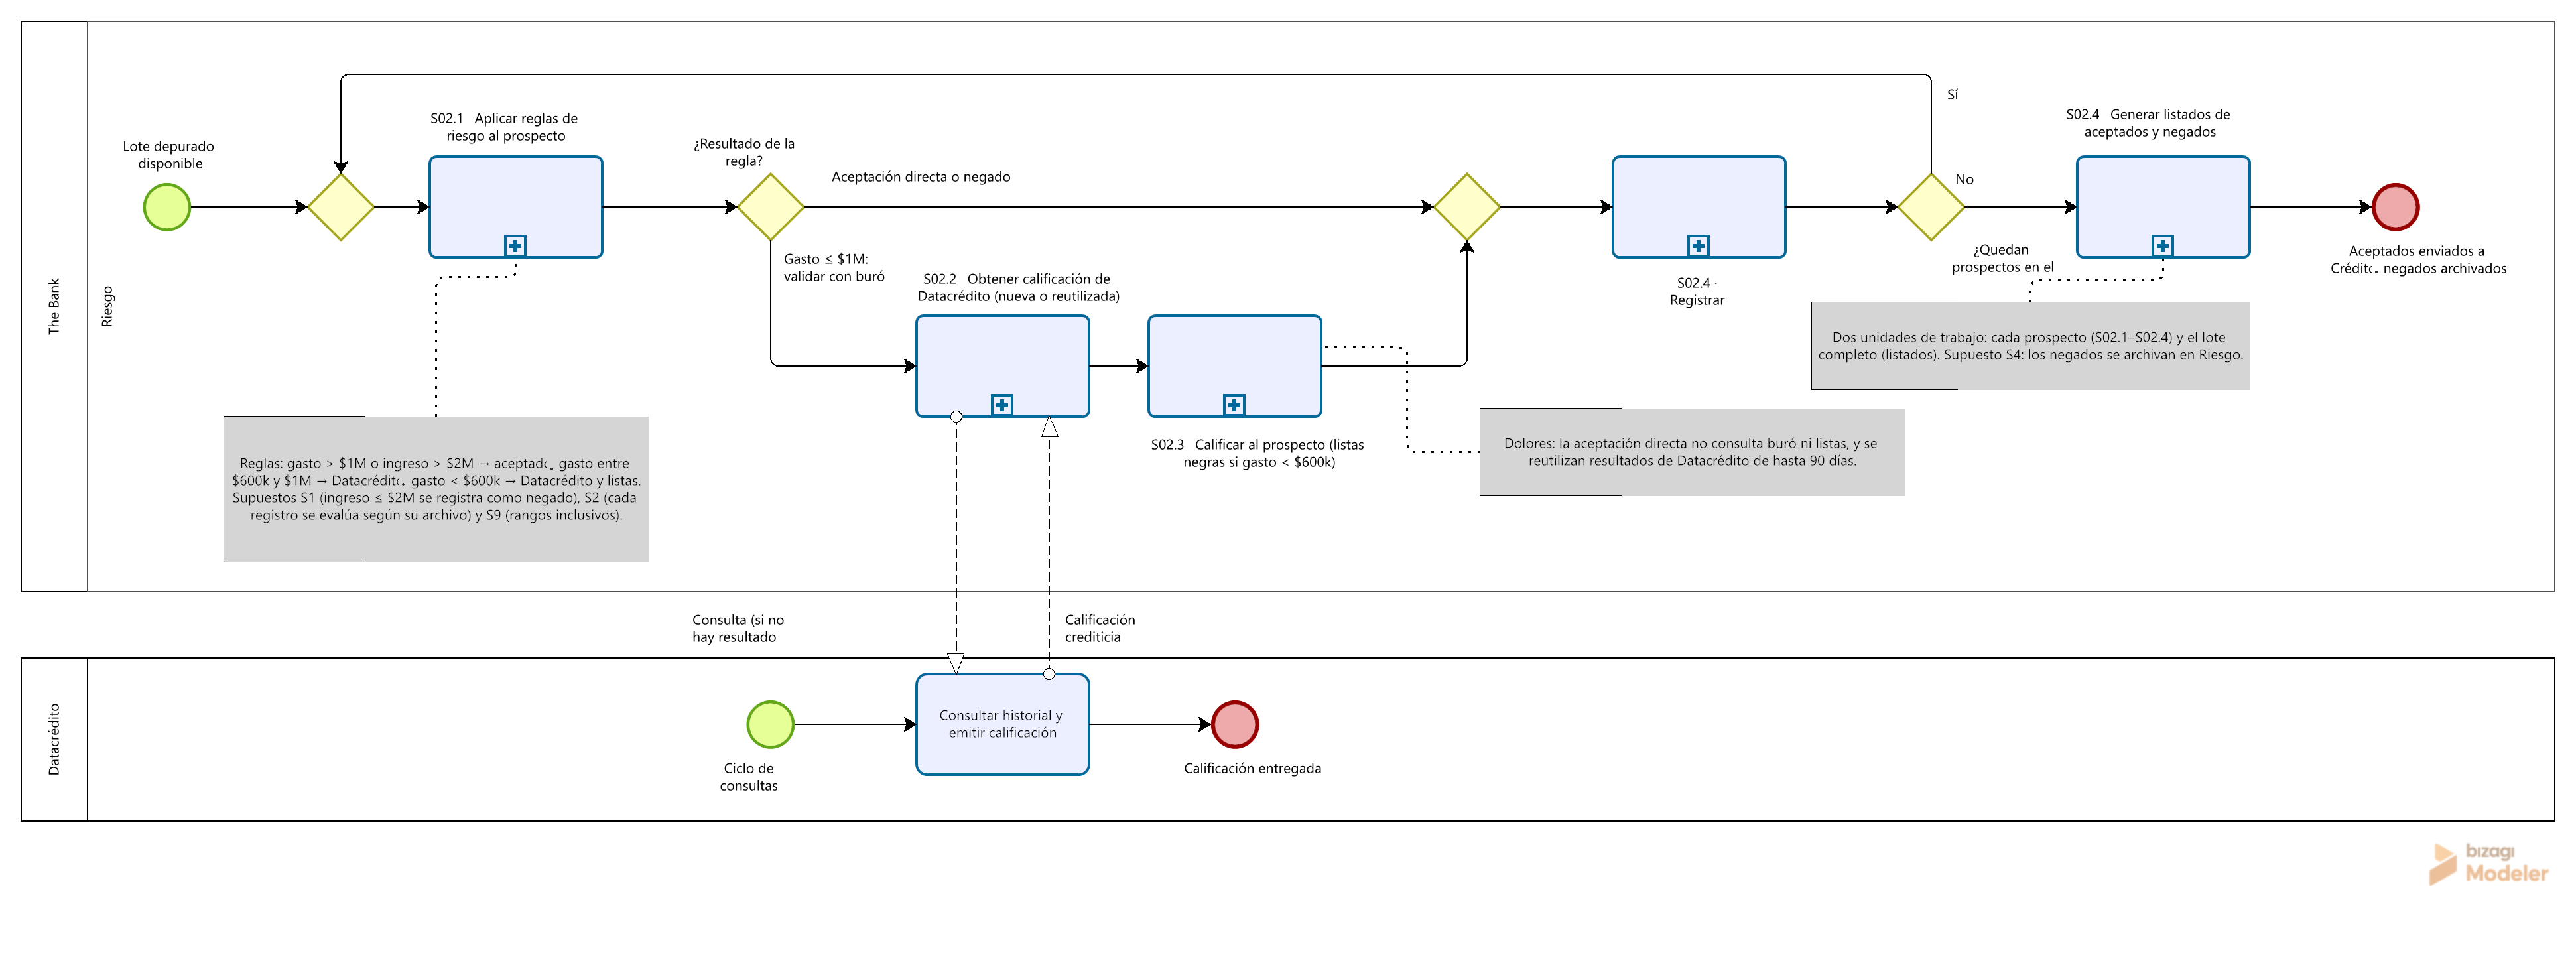 The Bank
Riesgo
Lote depurado
disponible
S02.1 Aplicar reglas de
riesgo al prospecto
¿Resultado de la
regla?
Aceptación directa o negado
Gasto ≤ $1M:
validar con buró
S02.2 Obtener calificación de
Datacrédito (nueva o reutilizada)
S02.3 Calificar al prospecto (listas
negras si gasto < $600k)
S02.4 ·
Registrar
Sí
No
¿Quedan
prospectos en el
S02.4 Generar listados de
aceptados y negados
Aceptados enviados a
Crédito. negados archivados
Dos unidades de trabajo: cada prospecto (S02.1–S02.4) y el lote
completo (listados). Supuesto S4: los negados se archivan en Riesgo.
Dolores: la aceptación directa no consulta buró ni listas, y se
reutilizan resultados de Datacrédito de hasta 90 días.
Reglas: gasto > $1M o ingreso > $2M → aceptado. gasto entre
$600k y $1M → Datacrédito. gasto < $600k → Datacrédito y listas.
Supuestos S1 (ingreso ≤ $2M se registra como negado), S2 (cada
registro se evalúa según su archivo) y S9 (rangos inclusivos).
Consulta (si no
hay resultado
Calificación
crediticia
Datacrédito
Ciclo de
consultas
Consultar historial y
emitir calificación
Calificación entregada
bizagi
Modeler